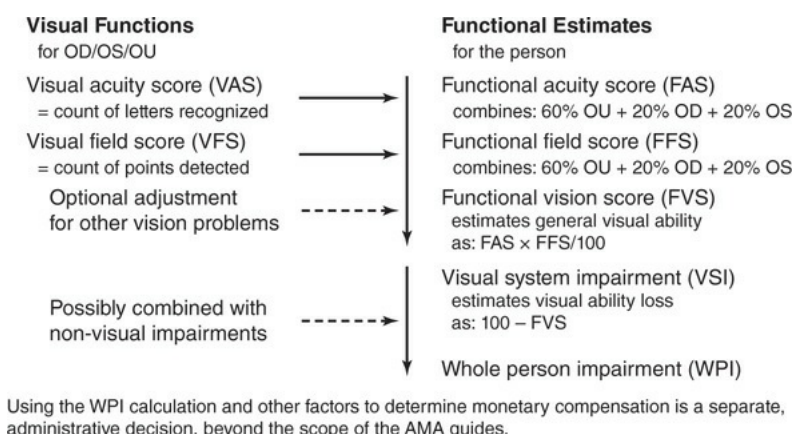 Visual Functions
for OD/OS/OU
Visual acuity score (VAS)
= count of letters recognized
Visual field score (VFS)
= count of points detected
Optional adjustment
for other vision problems
Possibly combined with
non-visual impairments
Functional Estimates
for the person
Functional acuity score (FAS)
combines: 60% OU + 20% OD + 20% OS
Functional field score (FFS)
combines: 60% OU + 20% OD + 20% OS
Functional vision score (FVS)
estimates general visual ability
as: FAS × FFS/100
Visual system impairment (VSI)
estimates visual ability loss
as: 100 – FVS
Whole person impairment (WPI)
Using the WPI calculation and other factors to determine monetary compensation is a separate,
administrative decision, beyond the scope of the AMA guides.